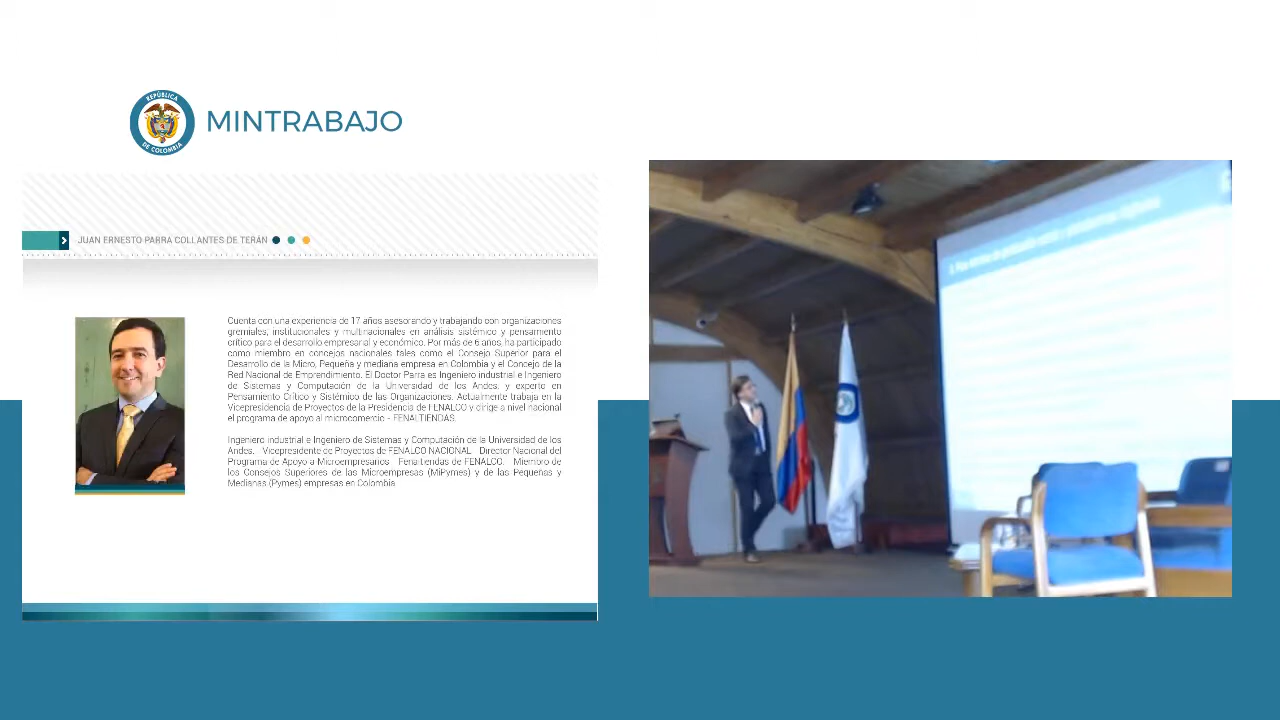 REPÚBLICA
DE COLOMBIA
MINTRABAJO
JUAN ERNESTO PARRA COLLANTES DE TERÁN
Cuenta con una experiencia de 17 años asesorando y trabajando con organizaciones
gremiales, institucionales y multinacionales en análisis sistémico y pensamiento
crítico para el desarrollo empresarial y económico. Por más de 6 anos, ha participado
como miembro en concejos nacionales tales como el Consejo Superior para el
Desarrollo de la Micro, Pequeña y mediana empresa en Colombia y el Concejo de la
Red Nacional de Emprendimiento. El Doctor Parra es Ingeniero industrial e Ingeniero
de Sistemas y Computación de la Universidad de los Andes; y experto en
Pensamiento Crítico y Sistémico de las Organizaciones. Actualmente trabaja en la
Vicepresidencia de Proyectos de la Presidencia de FENALCO y dirige a nivel nacional
el programa de apoyo al microcomercio - FENALTIENDAS.
Ingeniero industrial e Ingeniero de Sistemas y Computación de la Universidad de los
Andes. Vicepresidente de Proyectos de FENALCO NACIONAL Director Nacional del
Programa de Apoyo a Microempresarios Fenaltiendas de FENALCO. Miembro de
los Consejos Superiores de las Microempresas (MiPymes) y de las Pequeñas y
Medianas (Pymes) empresas en Colombia.